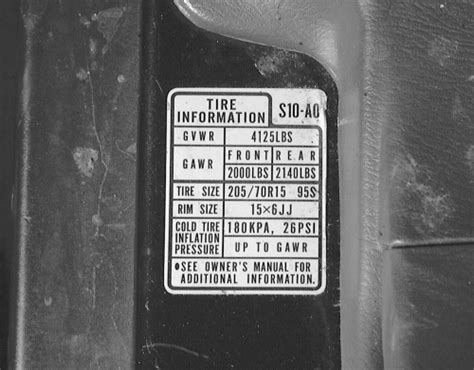 TIRE INFORMATION S10-A0
GVWR 4125LBS
GAWR FRONT REAR
2000LBS 2140LBS
TIRE SIZE 205/70R15 95S
RIM SIZE 15×6JJ
COLD TIRE INFLATION PRESSURE 180KPA, 26PSI
UP TO GAWR
•SEE OWNER'S MANUAL FOR
ADDITIONAL INFORMATION.